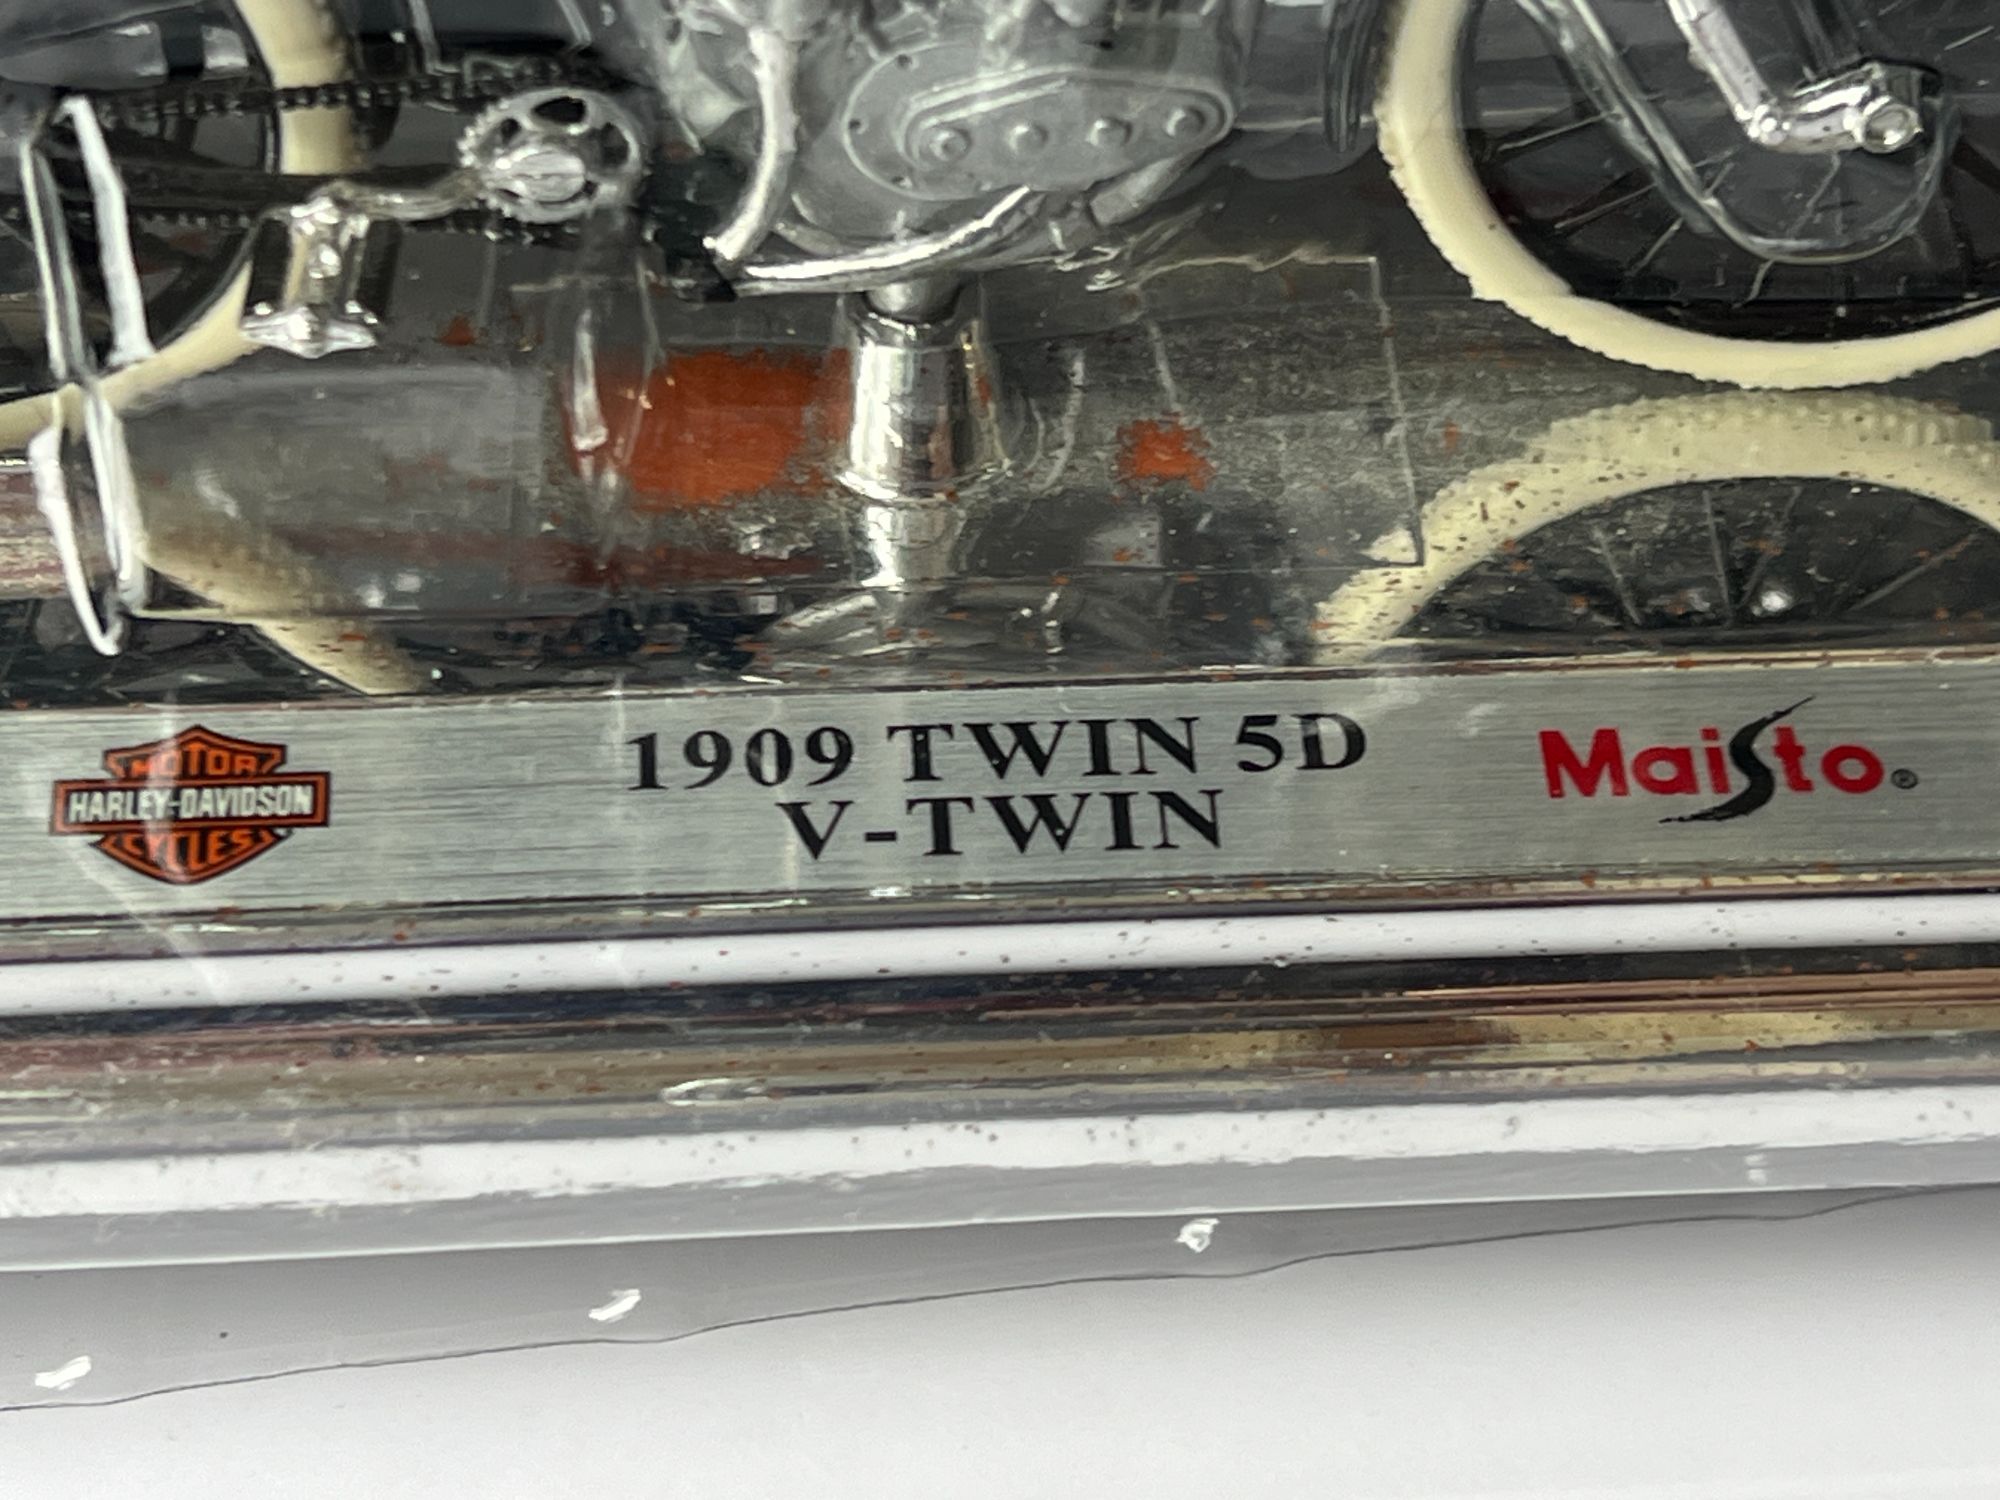 MOTOR
HARLEY-DAVIDSON
CYCLES
1909 TWIN 5D
V-TWIN
Maisto®